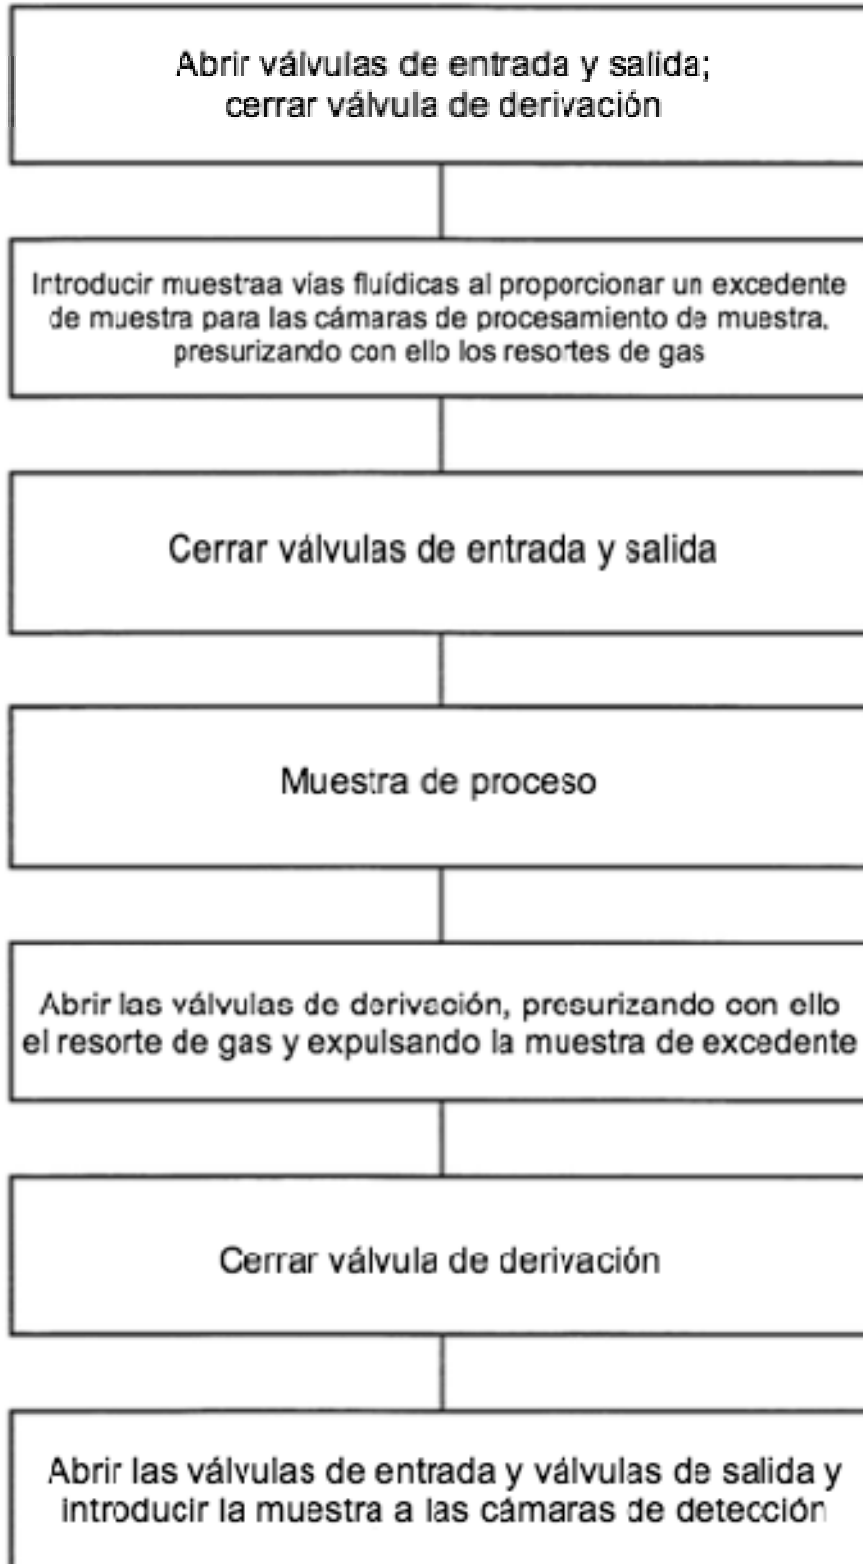 Abrir válvulas de entrada y salida;
cerrar válvula de derivación
Introducir muestraa vías fluídicas al proporcionar un excedente
de muestra para las cámaras de procesamiento de muestra.
presurizando con ello los resortes de gas
Cerrar válvulas de entrada y salida
Muestra de proceso
Abrir las válvulas de derivación, presurizando con ello
el resorte de gas y expulsando la muestra de excedente
Cerrar válvula de derivación
Abrir las válvulas de entrada y válvulas de salida y
introducir la muestra a las cámaras de detección